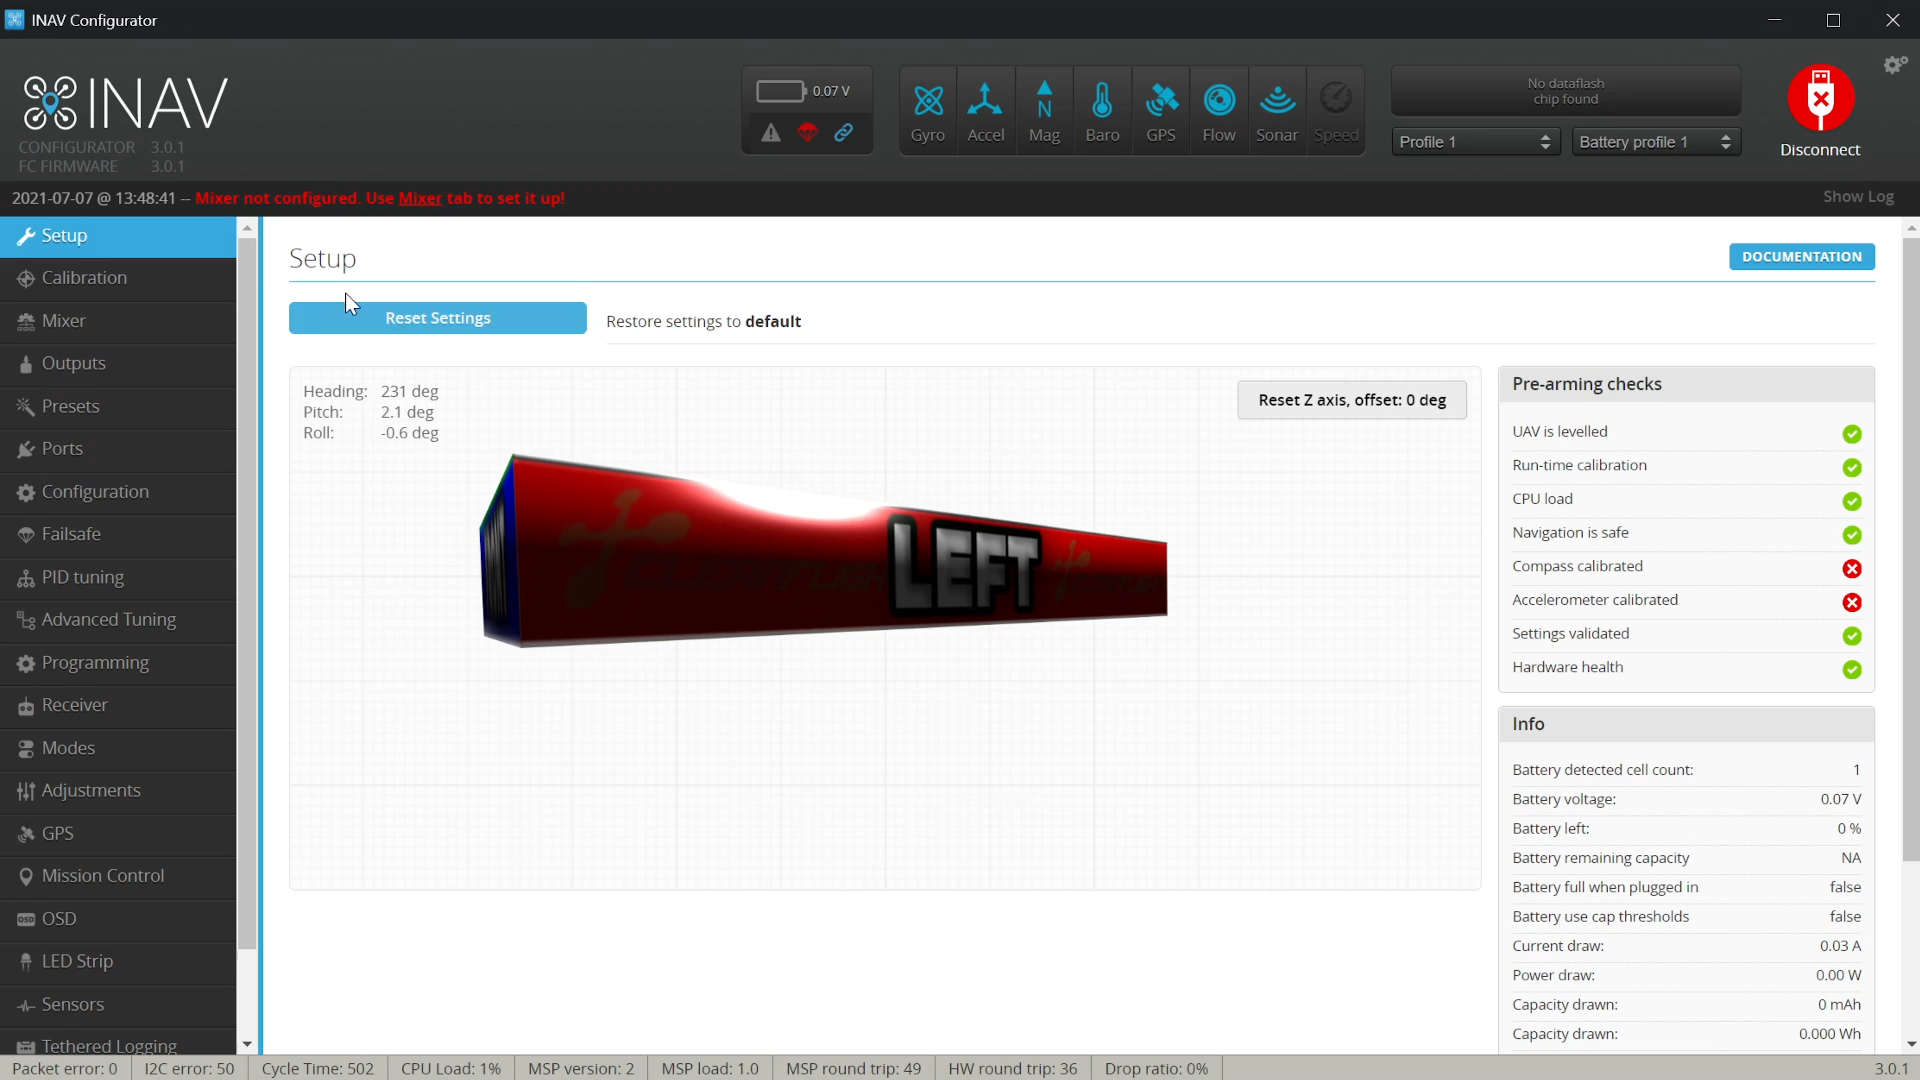 INAV Configurator
INAV
CONFIGURATOR 3.0.1
FC FIRMWARE 3.0.1
0.07 V
Gyro
Accel
Mag
Baro
GPS
Flow
Sonar
Speed
No dataflash
chip found
Profile 1
Battery profile 1
Disconnect
2021-07-07 @ 13:48:41 -- Mixer not configured. Use Mixer tab to set it up!
Show Log
Setup
Calibration
Mixer
Outputs
Presets
Ports
Configuration
Failsafe
PID tuning
Advanced Tuning
Programming
Receiver
Modes
Adjustments
GPS
Mission Control
OSD
LED Strip
Sensors
Tethered Logging
Setup
DOCUMENTATION
Reset Settings
Restore settings to default
Heading: 231 deg
Pitch: 2.1 deg
Roll: -0.6 deg
Reset Z axis, offset: 0 deg
LEFT
Pre-arming checks
UAV is levelled
Run-time calibration
CPU load
Navigation is safe
Compass calibrated
Accelerometer calibrated
Settings validated
Hardware health
Info
Battery detected cell count: 1
Battery voltage: 0.07 V
Battery left: 0 %
Battery remaining capacity NA
Battery full when plugged in false
Battery use cap thresholds false
Current draw: 0.03 A
Power draw: 0.00 W
Capacity drawn: 0 mAh
Capacity drawn: 0.000 Wh
Packet error: 0
I2C error: 50
Cycle Time: 502
CPU Load: 1%
MSP version: 2
MSP load: 1.0
MSP round trip: 49
HW round trip: 36
Drop ratio: 0%
3.0.1